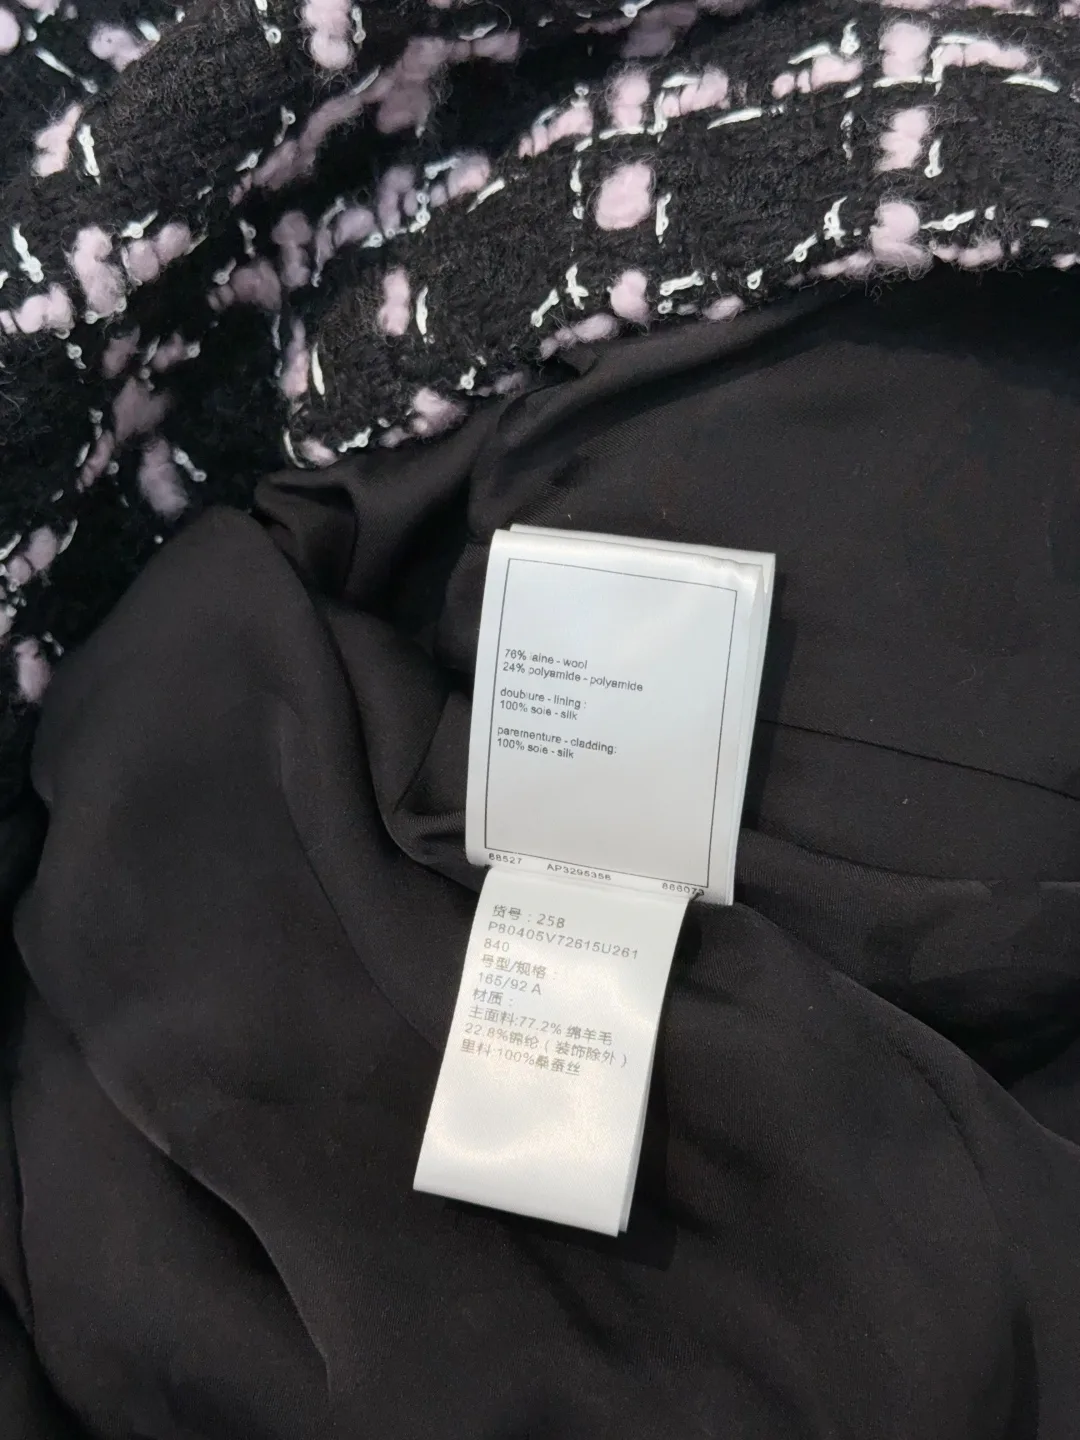 76% laine - wool
24% polyamide - polyamide
doublure - lining :
100% soie - silk
parementure - cladding:
100% soie - silk
68527 AP3295356 666073
货号：25B
P80405V72615U261
840
号型/规格：
165/92 A
材质：
主面料:77.2% 绵羊毛
22.8%锦纶（装饰除外）
里料:100%桑蚕丝